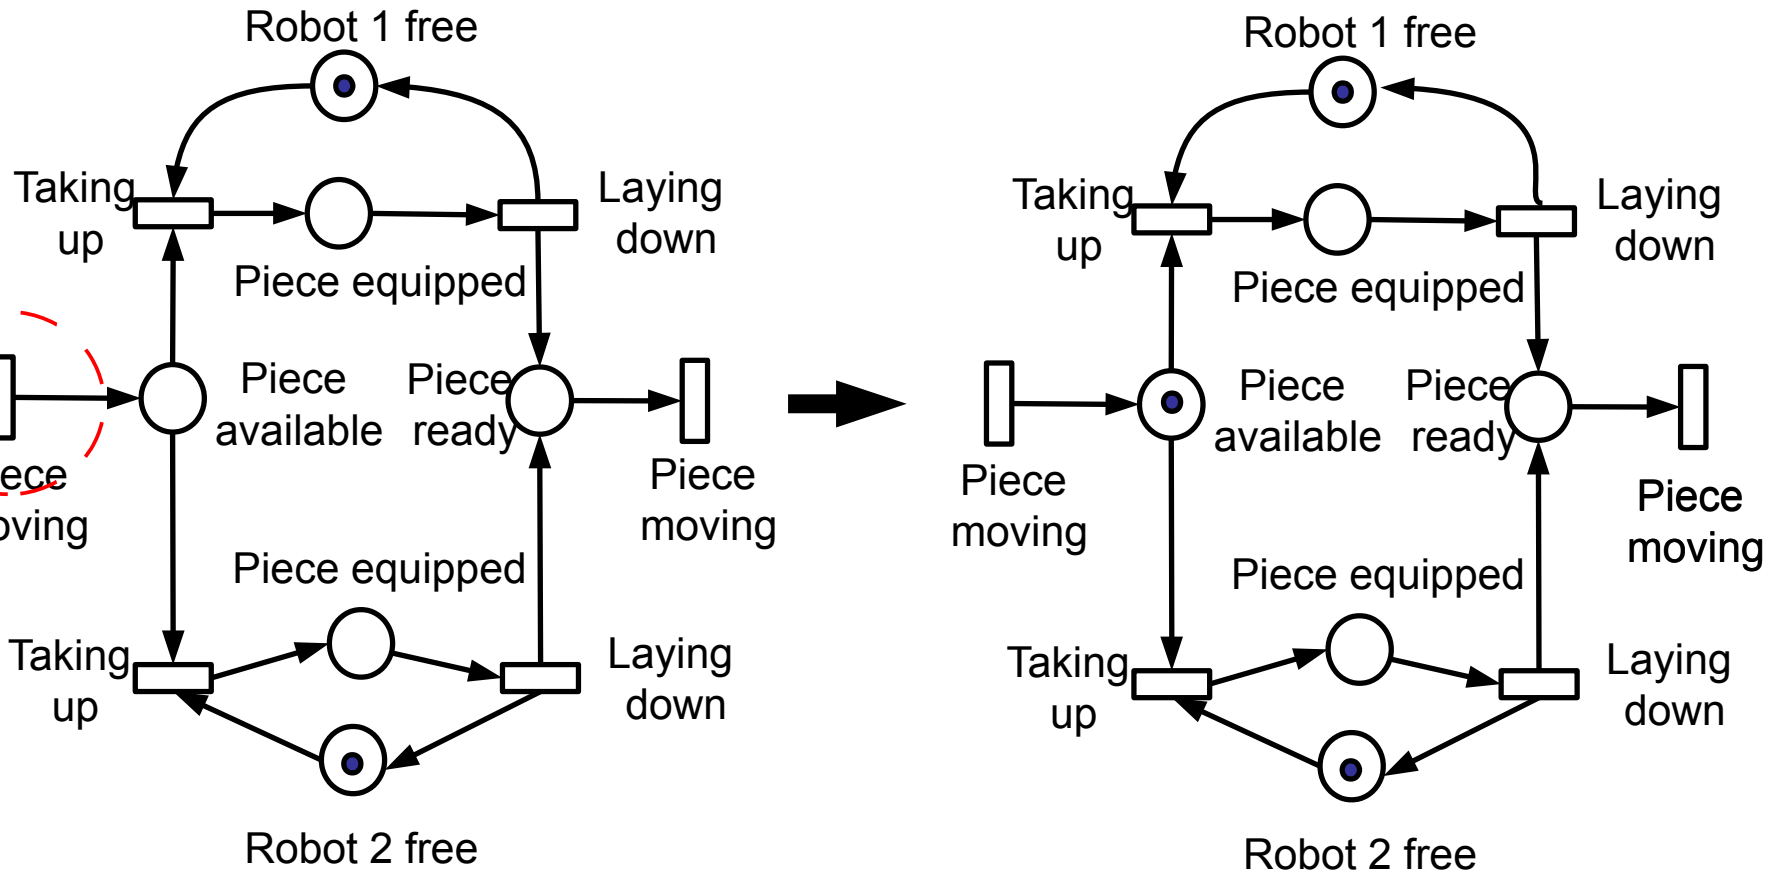 Robot 1 free
Taking
up
Laying
down
Piece equipped
Piece
available
Piece
ready
ece
oving
Piece
moving
Piece equipped
Taking
up
Laying
down
Robot 2 free
Robot 1 free
Taking
up
Laying
down
Piece equipped
Piece
available
Piece
ready
Piece
moving
Piece
moving
Piece equipped
Taking
up
Laying
down
Robot 2 free